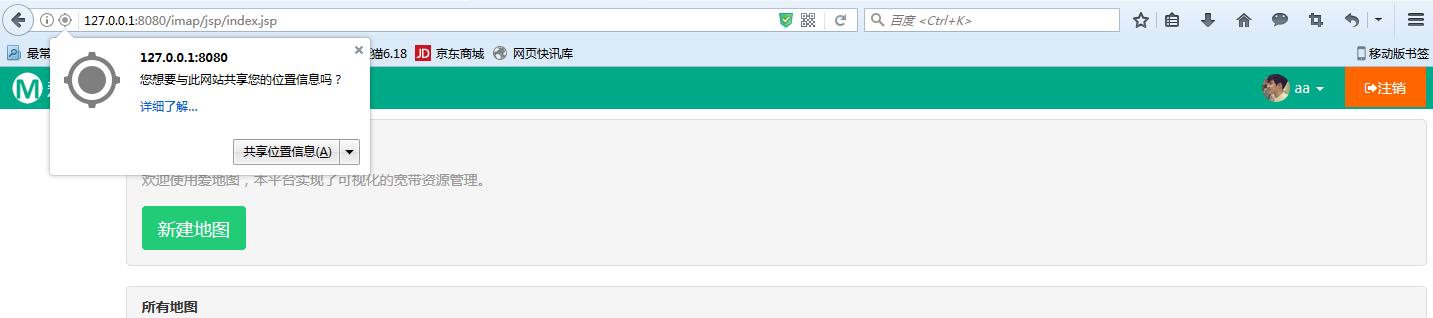 127.0.0.1:8080/imap/jsp/index.jsp
百度 <Ctrl+K>
最常
猫6.18
JD 京东商城
网页快讯库
移动版书签
127.0.0.1:8080
您想要与此网站共享您的位置信息吗？
详细了解...
共享位置信息(A)
M
aa
注销
欢迎使用爱地图，本平台实现了可视化的宽带资源管理。
新建地图
所有地图